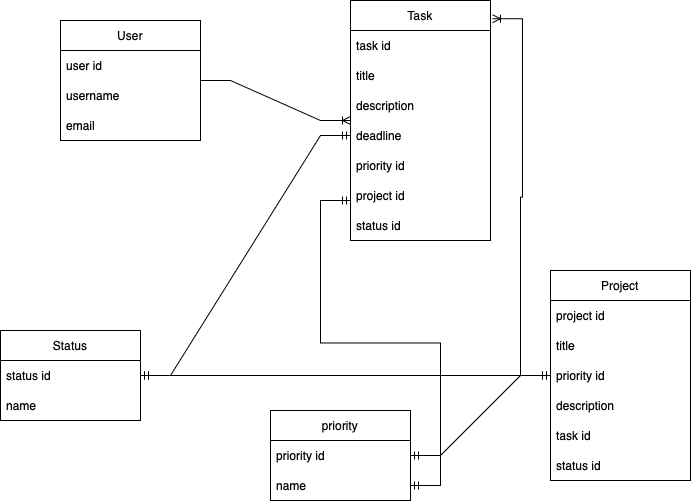 User
user id
username
email
Task
task id
title
description
deadline
priority id
project id
status id
Status
status id
name
priority
priority id
name
Project
project id
title
priority id
description
task id
status id